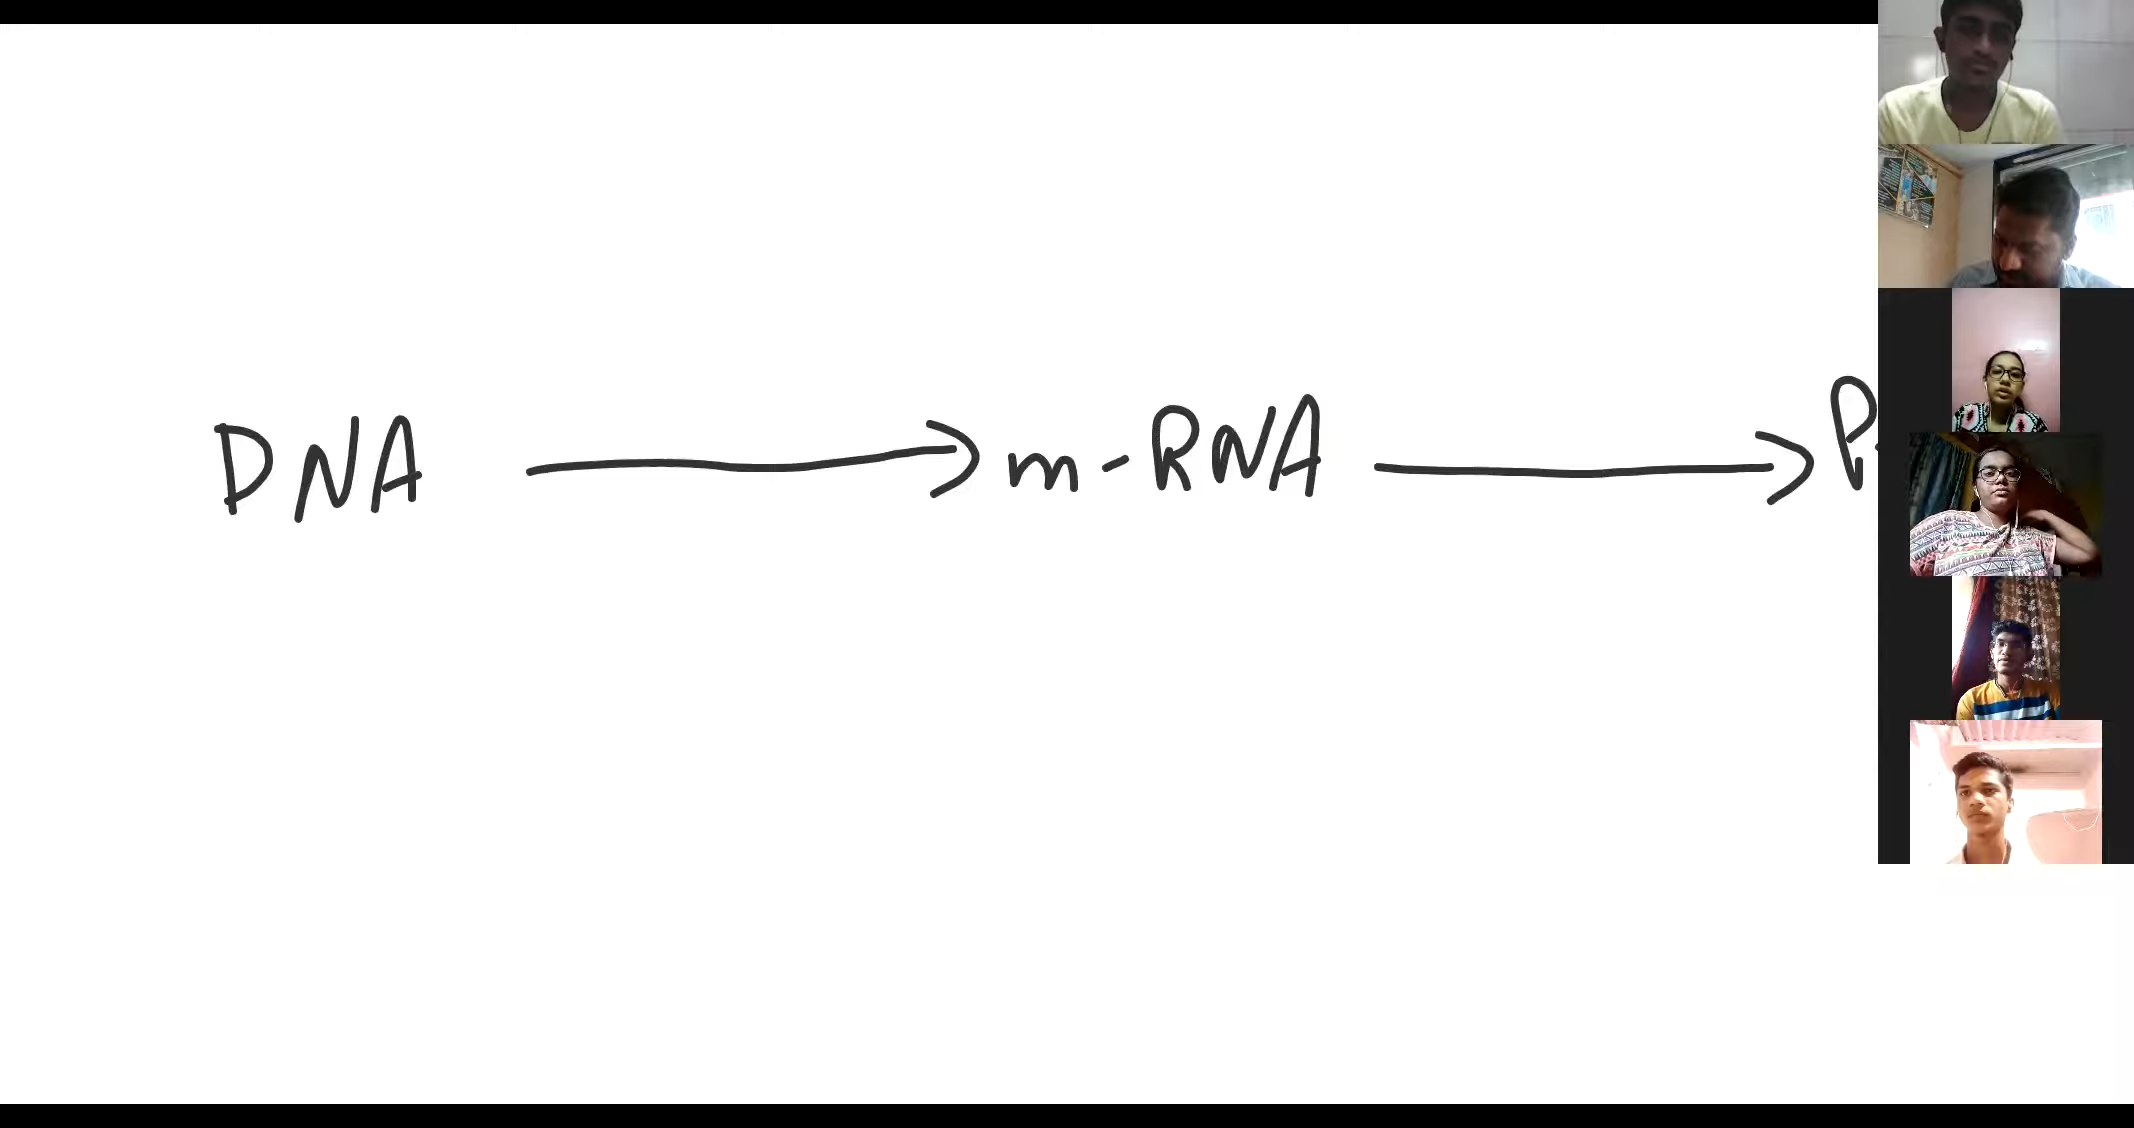 DNA → m-RNA → P